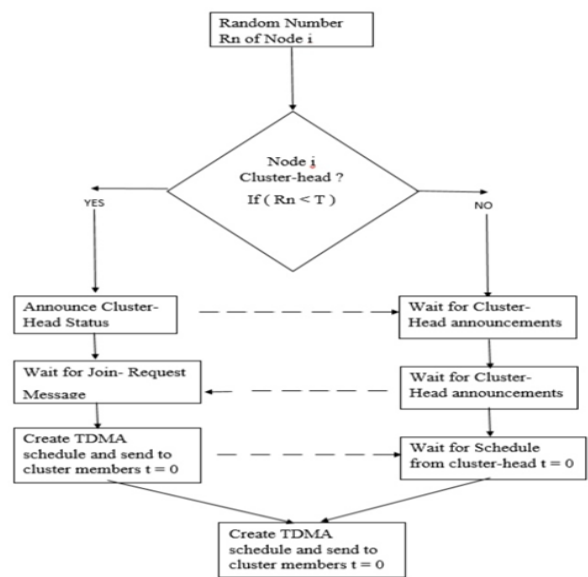 Random Number
Rn of Node i
Node i
Cluster-head ?
If ( Rn < T )
YES
NO
Announce Cluster-
Head Status
Wait for Cluster-
Head announcements
Wait for Join- Request
Message
Wait for Cluster-
Head announcements
Create TDMA
schedule and send to
cluster members t = 0
Wait for Schedule
from cluster-head t = 0
Create TDMA
schedule and send to
cluster members t = 0